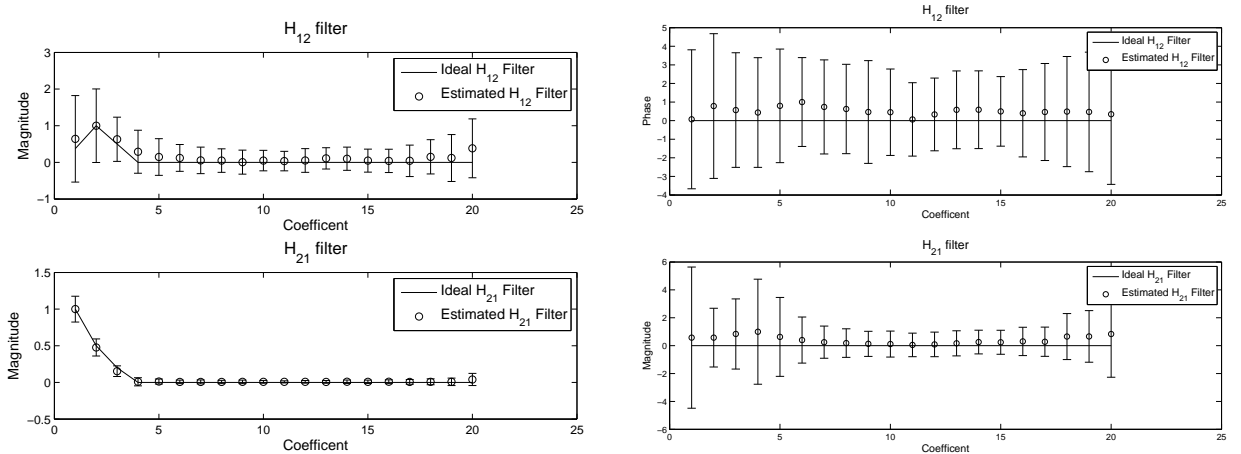 H12 filter
3
2
1
0
−1
Magnitude
Ideal H12 Filter
Estimated H12 Filter
0 5 10 15 20 25
Coefficent
H21 filter
1.5
1
0.5
0
−0.5
Magnitude
Ideal H21 Filter
Estimated H21 Filter
0 5 10 15 20 25
Coefficent
H12 filter
5
4
3
2
1
0
−1
−2
−3
−4
Phase
Ideal H12 Filter
Estimated H12 Filter
0 5 10 15 20 25
Coefficent
H21 filter
6
4
2
0
−2
−4
−6
Magnitude
Ideal H21 Filter
Estimated H21 Filter
0 5 10 15 20 25
Coefficent